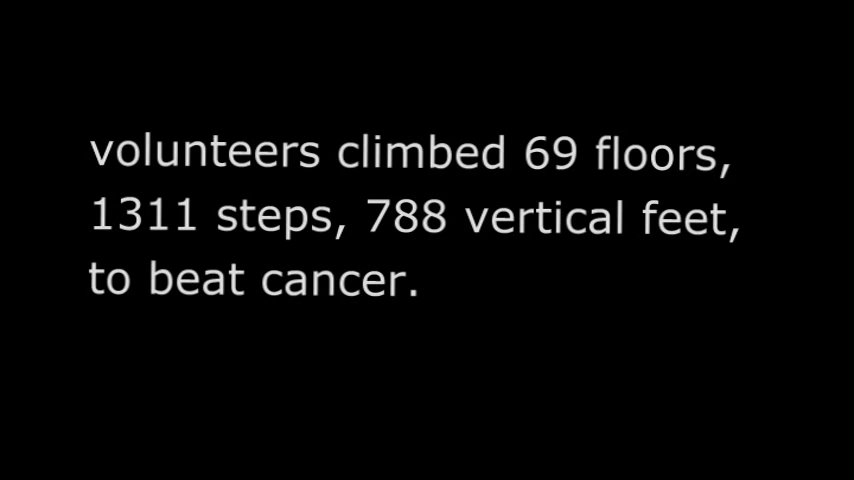 volunteers climbed 69 floors,
1311 steps, 788 vertical feet,
to beat cancer.